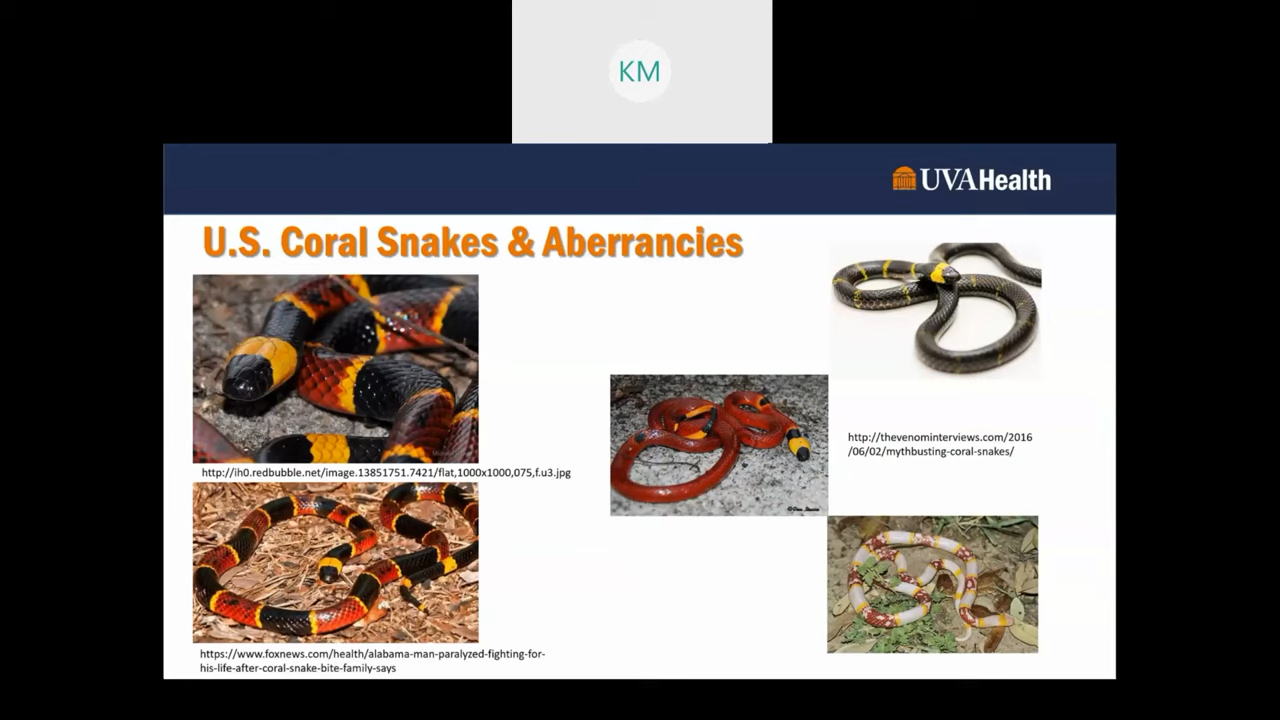 KM
UVAHealth
U.S. Coral Snakes & Aberrancies
http://ih0.redbubble.net/image.13851751.7421/flat,1000x1000,075,f.u3.jpg
https://www.foxnews.com/health/alabama-man-paralyzed-fighting-for-
his-life-after-coral-snake-bite-family-says
http://thevenominterviews.com/2016
/06/02/mythbusting-coral-snakes/